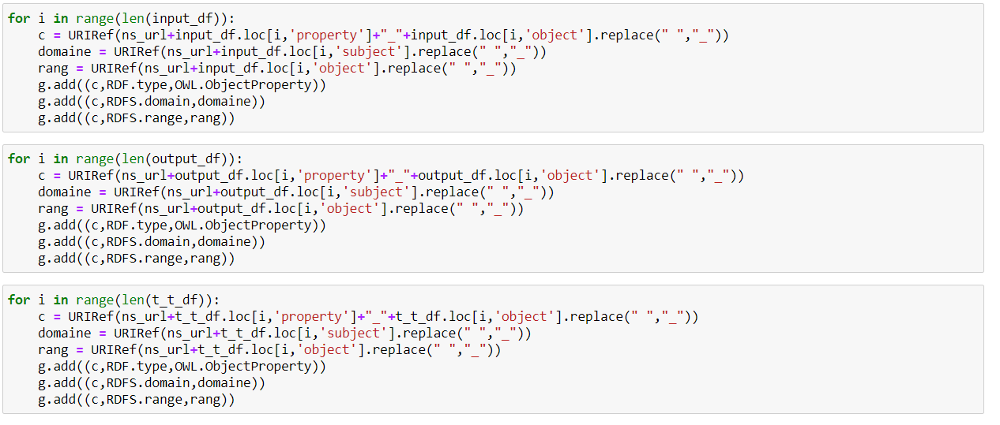 for i in range(len(input_df)):
    c = URIRef(ns_url+input_df.loc[i,'property']+"_"+input_df.loc[i,'object'].replace(" ","_"))
    domaine = URIRef(ns_url+input_df.loc[i,'subject'].replace(" ","_"))
    rang = URIRef(ns_url+input_df.loc[i,'object'].replace(" ","_"))
    g.add((c,RDF.type,OWL.ObjectProperty))
    g.add((c,RDFS.domain,domaine))
    g.add((c,RDFS.range,rang))
for i in range(len(output_df)):
    c = URIRef(ns_url+output_df.loc[i,'property']+"_"+output_df.loc[i,'object'].replace(" ","_"))
    domaine = URIRef(ns_url+output_df.loc[i,'subject'].replace(" ","_"))
    rang = URIRef(ns_url+output_df.loc[i,'object'].replace(" ","_"))
    g.add((c,RDF.type,OWL.ObjectProperty))
    g.add((c,RDFS.domain,domaine))
    g.add((c,RDFS.range,rang))
for i in range(len(t_t_df)):
    c = URIRef(ns_url+t_t_df.loc[i,'property']+"_"+t_t_df.loc[i,'object'].replace(" ","_"))
    domaine = URIRef(ns_url+t_t_df.loc[i,'subject'].replace(" ","_"))
    rang = URIRef(ns_url+t_t_df.loc[i,'object'].replace(" ","_"))
    g.add((c,RDF.type,OWL.ObjectProperty))
    g.add((c,RDFS.domain,domaine))
    g.add((c,RDFS.range,rang))